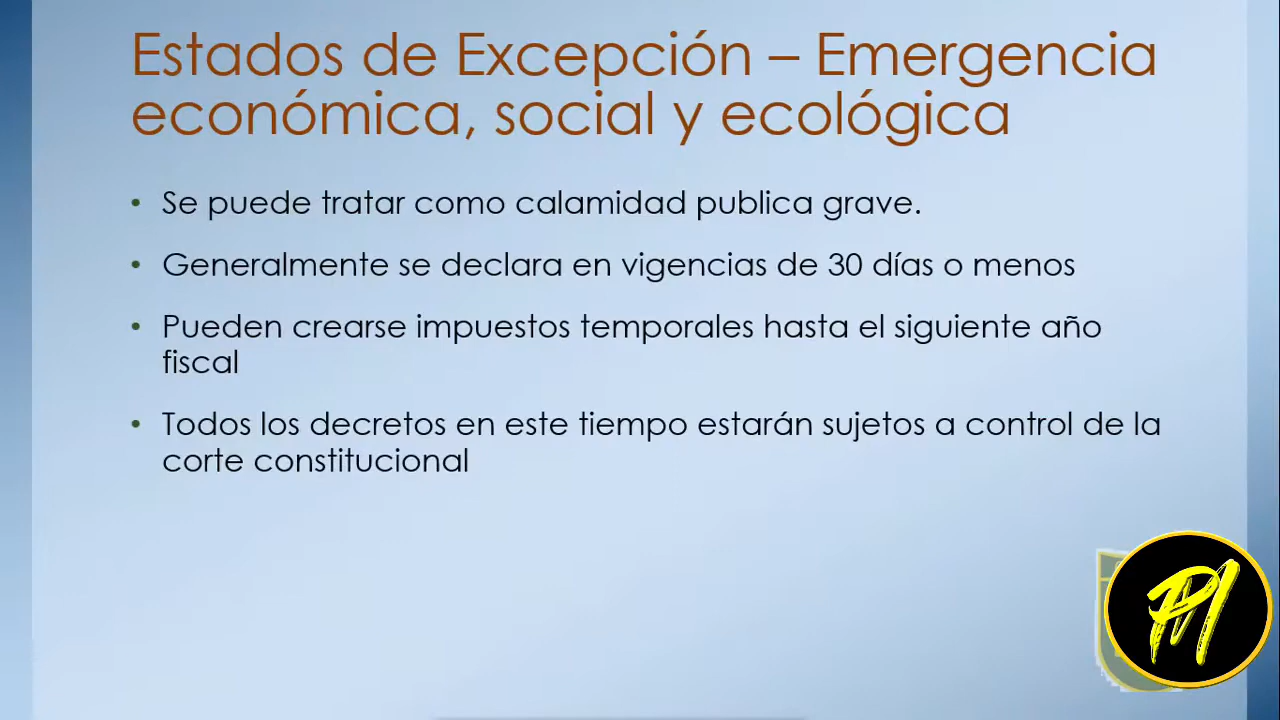 Estados de Excepción – Emergencia
económica, social y ecológica
• Se puede tratar como calamidad publica grave.
• Generalmente se declara en vigencias de 30 días o menos
• Pueden crearse impuestos temporales hasta el siguiente año
fiscal
• Todos los decretos en este tiempo estarán sujetos a control de la
corte constitucional